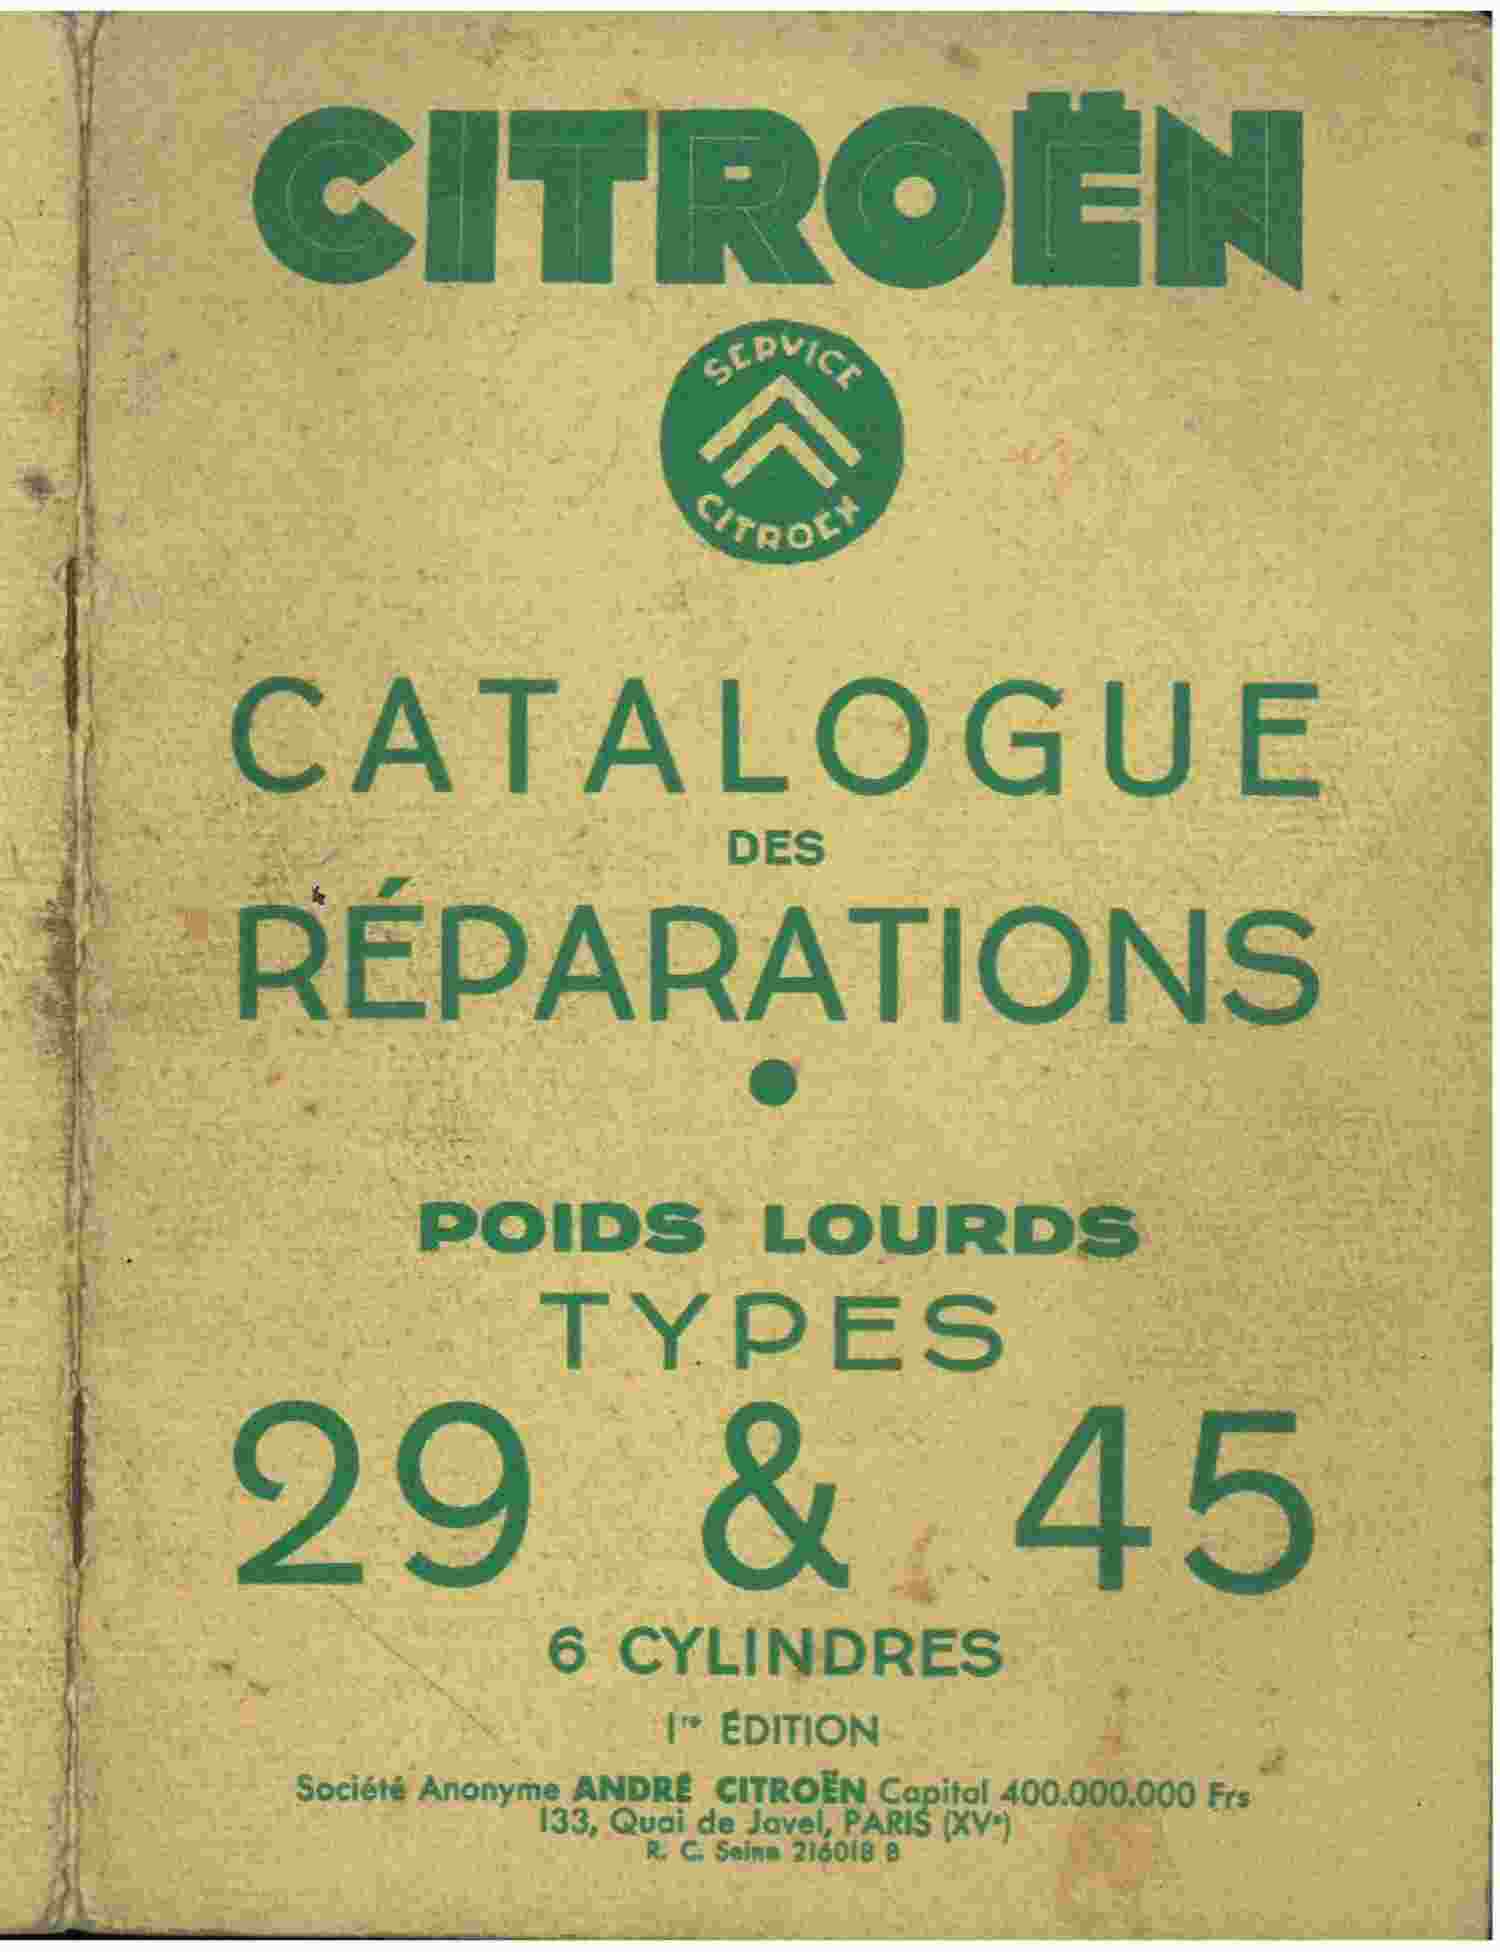 CITROËN
SERVICE
CITROEN
CATALOGUE
DES
RÉPARATIONS
POIDS LOURDS
TYPES
29 & 45
6 CYLINDRES
1re ÉDITION
Société Anonyme ANDRÉ CITROËN Capital 400.000.000 Frs
133, Quai de Javel, PARIS (XVe)
R. C. Seine 216018 B